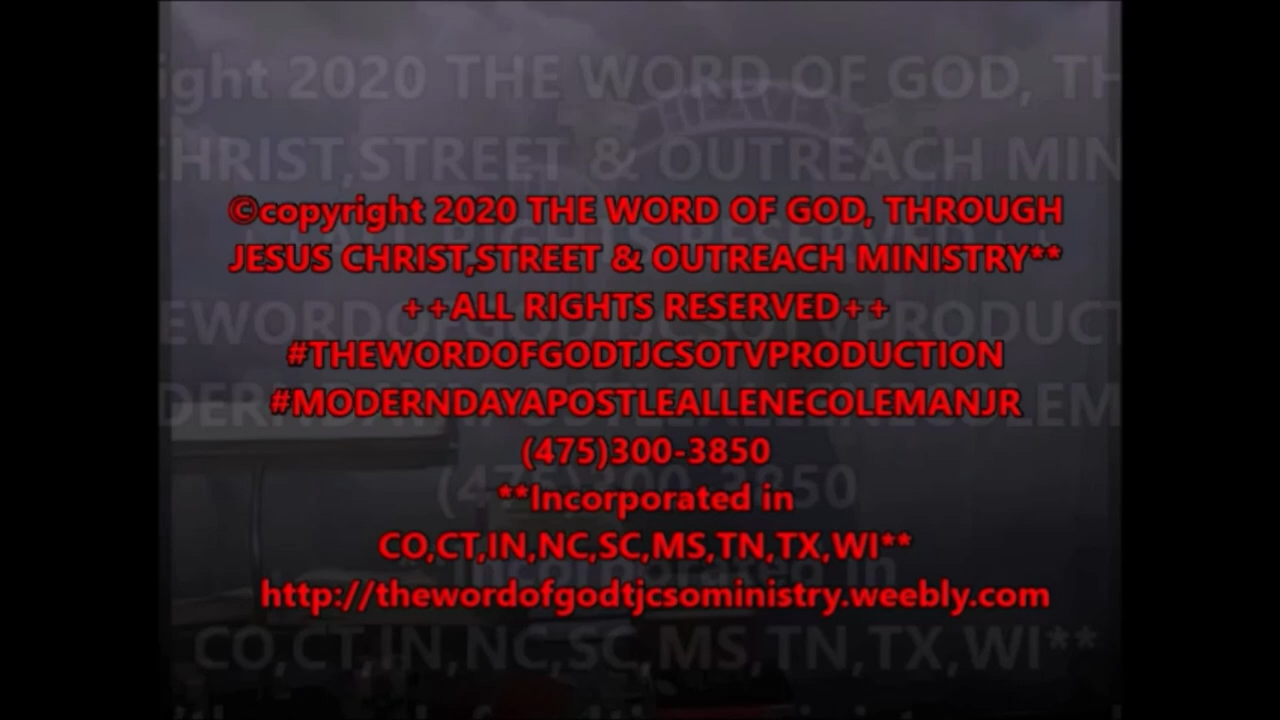 ©copyright 2020 THE WORD OF GOD, THROUGH
JESUS CHRIST,STREET & OUTREACH MINISTRY**
++ALL RIGHTS RESERVED++
#THEWORDOFGODTJCSOTVPRODUCTION
#MODERNDAYAPOSTLEALLENECOLEMANJR
(475)300-3850
**Incorporated in
CO,CT,IN,NC,SC,MS,TN,TX,WI**
http://thewordofgodtjcsoministry.weebly.com